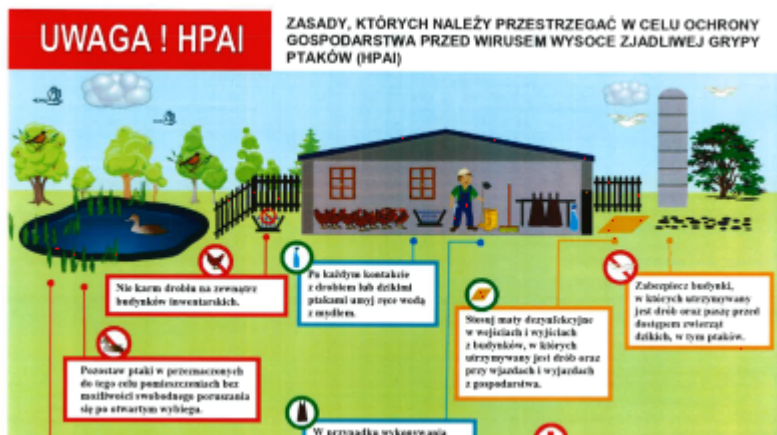 UWAGA ! HPAI
ZASADY, KTÓRYCH NALEŻY PRZESTRZEGAĆ W CELU OCHRONY
GOSPODARSTWA PRZED WIRUSEM WYSOCE ZJADLIWEJ GRYPY
PTAKÓW (HPAI)
Nie karm drobiu na zewnątrz
budynków inwentarskich.
Po każdym kontakcie
z drobiem lub dzikimi
ptakami umyj ręce wodą
z mydłem.
Stosuj maty dezynfekcyjne
w wejściach i wyjściach
z budynków, w których
utrzymywany jest drób oraz
przy wjazdach i wyjazdach
z gospodarstwa.
Zabezpiecz budynki,
w których utrzymywany
jest drób oraz paszę przed
dostępem zwierząt
dzikich, w tym ptaków.
Pozostaw ptaki w przeznaczonych
do tego celu pomieszczeniach bez
możliwości swobodnego poruszania
się po otwartym wybiegu.
W przypadku wykonywania